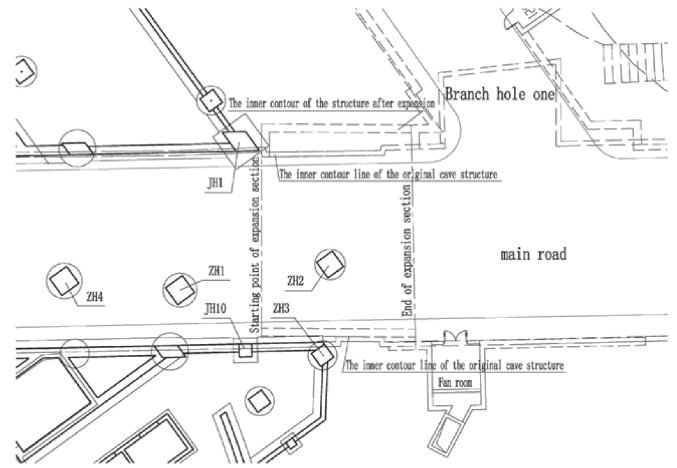 The inner contour of the structure after expansion
Branch hole one
The inner contour line of the original cave structure
JH1
Starting point of expansion section
End of expansion section
main road
ZH1
ZH2
ZH4
JH10
ZH3
The inner contour line of the original cave structure
Fan room